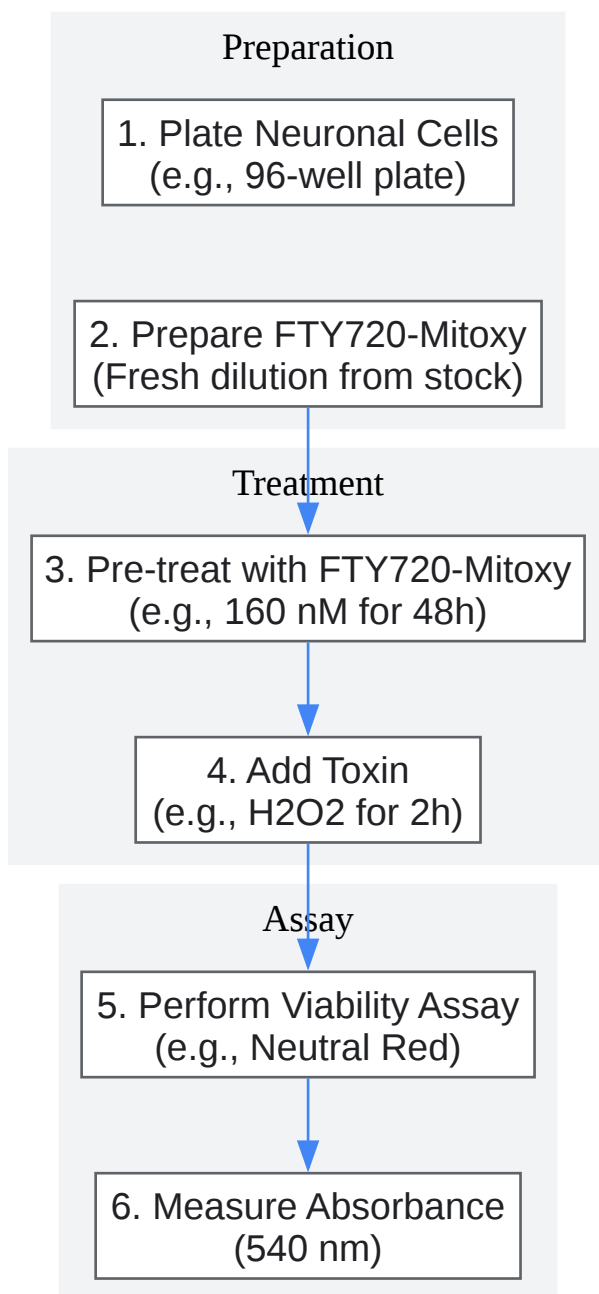 Preparation
1. Plate Neuronal Cells
(e.g., 96-well plate)
2. Prepare FTY720-Mitoxy
(Fresh dilution from stock)
Treatment
3. Pre-treat with FTY720-Mitoxy
(e.g., 160 nM for 48h)
4. Add Toxin
(e.g., H2O2 for 2h)
Assay
5. Perform Viability Assay
(e.g., Neutral Red)
6. Measure Absorbance
(540 nm)